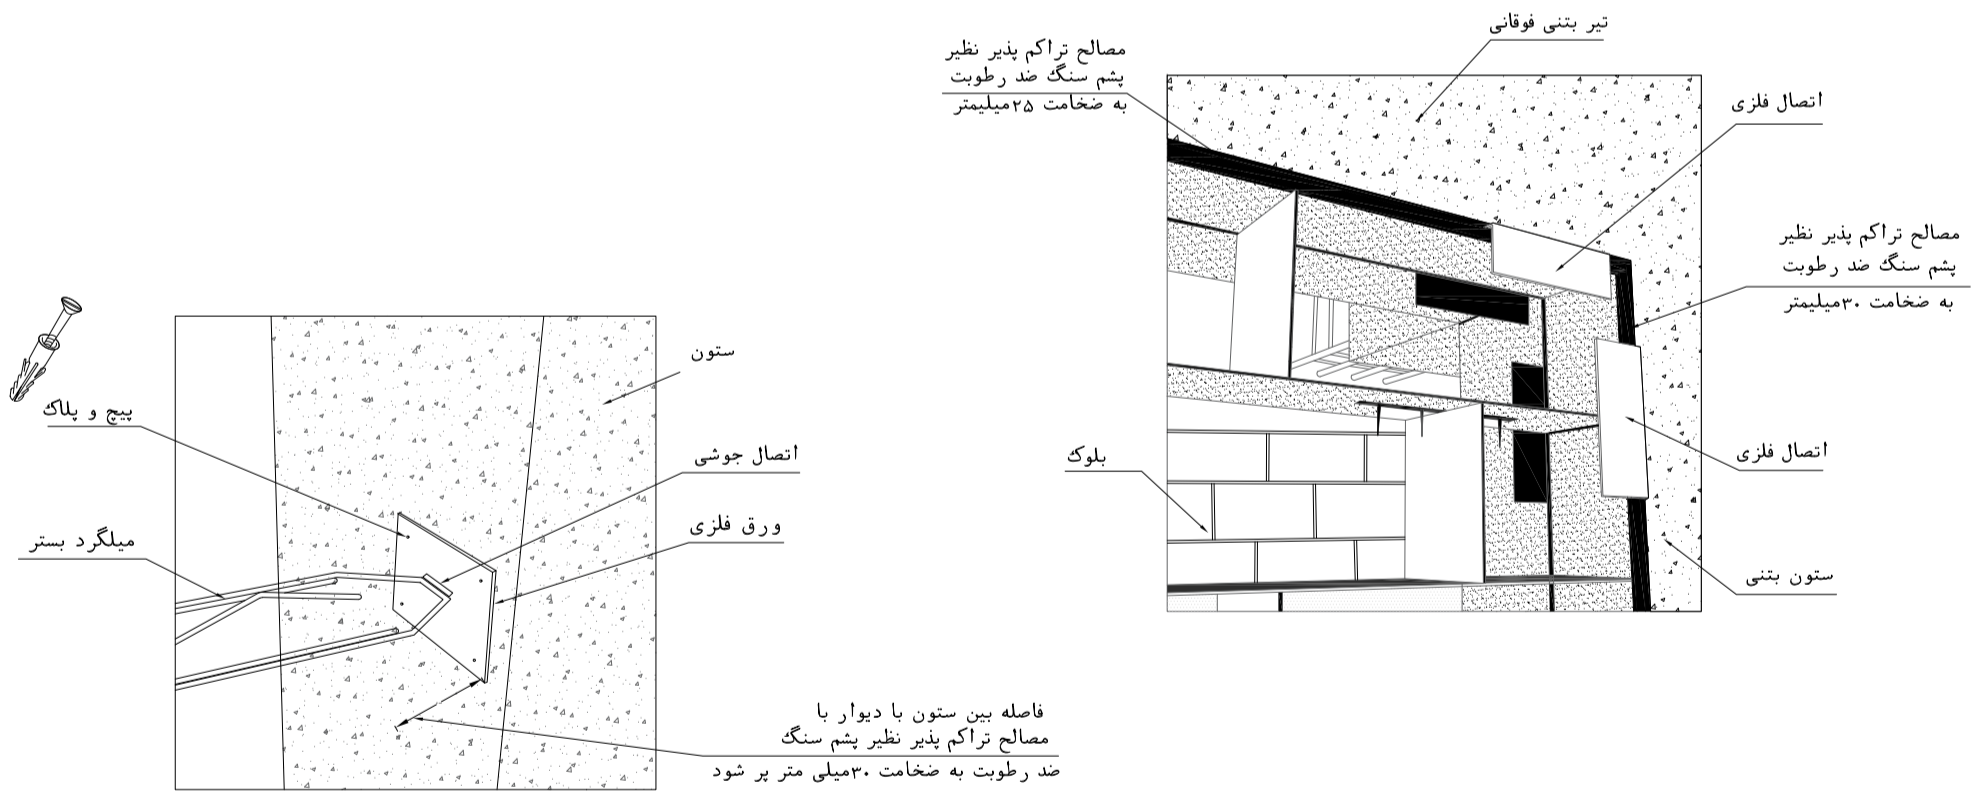 تیر بتنی فوقانی
مصالح تراکم پذیر نظیر
پشم سنگ ضد رطوبت
به ضخامت ۲۵میلیمتر
اتصال فلزی
مصالح تراکم پذیر نظیر
پشم سنگ ضد رطوبت
به ضخامت ۳۰میلیمتر
اتصال فلزی
بلوک
ستون بتنی
ستون
پیچ و پلاک
اتصال جوشی
ورق فلزی
میلگرد بستر
فاصله بین ستون با دیوار با
مصالح تراکم پذیر نظیر پشم سنگ
ضد رطوبت به ضخامت ۳۰میلی متر پر شود